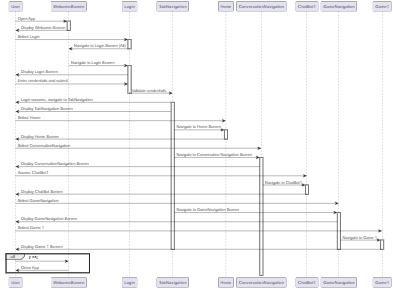 User WelcomeScreen Login TabNavigation Home ConversationNavigation ChatBot1 GameNavigation Game1
Open App
Display WelcomeScreen
Select Login
Navigate to Login Screen (Alt)
Navigate to Login Screen
Display Login Screen
Enter credentials and submit
Validate credentials
Login success, navigate to TabNavigation
Display TabNavigation Screen
Select Home
Navigate to Home Screen
Display Home Screen
Select ConversationNavigation
Navigate to ConversationNavigation Screen
Display ConversationNavigation Screen
Access ChatBot1
Navigate to ChatBot1
Display ChatBot Screen
Select GameNavigation
Navigate to GameNavigation Screen
Display GameNavigation Screen
Select Game 1
Navigate to Game 1
Display Game 1 Screen
alt
Close App
User WelcomeScreen Login TabNavigation Home ConversationNavigation ChatBot1 GameNavigation Game1